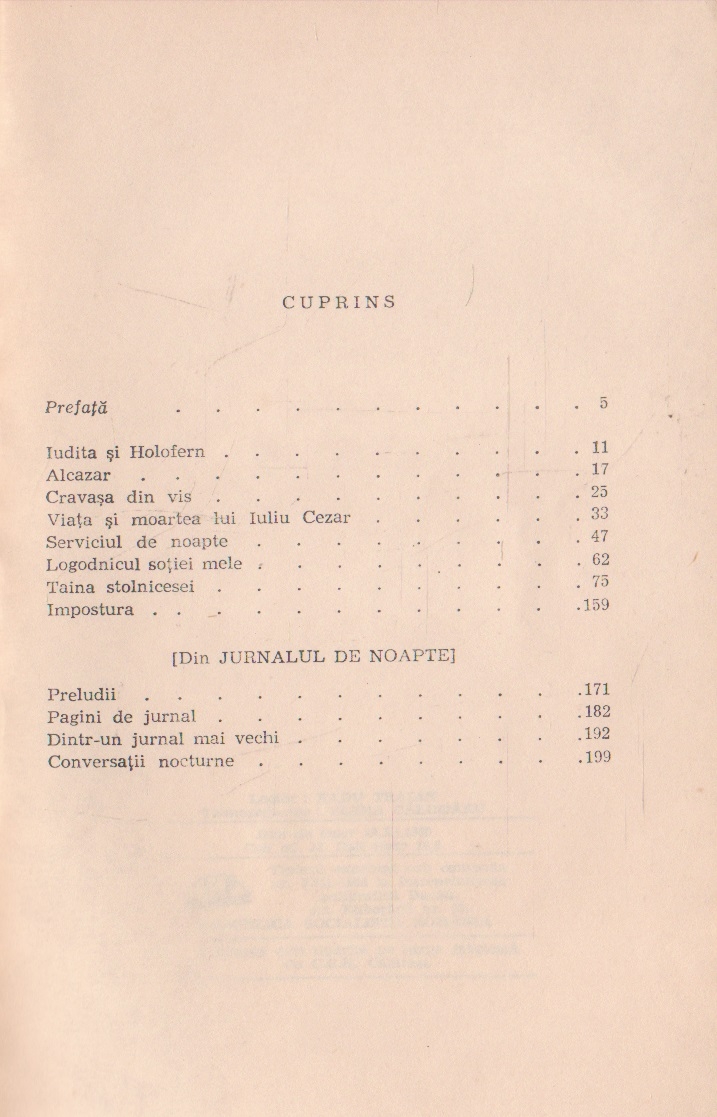 CUPRINS
Prefață . . . . . . . . . . . 5
Iudita și Holofern . . . . . . . . . . 11
Alcazar . . . . . . . . . . . . 17
Cravașa din vis . . . . . . . . . . 25
Viața și moartea lui Iuliu Cezar . . . . . . 33
Serviciul de noapte . . . . . . . . . 47
Logodnicul soției mele . . . . . . . . . 62
Taina stolnicesei . . . . . . . . . . 75
Impostura . . . . . . . . . . . . 159
[Din JURNALUL DE NOAPTE]
Preludii . . . . . . . . . . . . 171
Pagini de jurnal . . . . . . . . . . 182
Dintr-un jurnal mai vechi . . . . . . . . 192
Conversații nocturne . . . . . . . . . 199